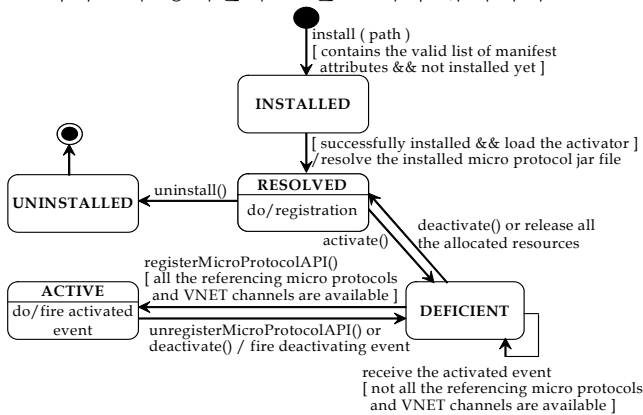 install ( path )
[ contains the valid list of manifest
attributes && not installed yet ]
INSTALLED
[ successfully installed && load the activator ]
/resolve the installed micro protocol jar file
RESOLVED
do/registration
uninstall()
UNINSTALLED
deactivate() or release all
the allocated resources
activate()
registerMicroProtocolAPI()
[ all the referencing micro protocols
and VNET channels are available ]
ACTIVE
do/fire activated
event
DEFICIENT
unregisterMicroProtocolAPI() or
deactivate() / fire deactivating event
receive the activated event
[ not all the referencing micro protocols
and VNET channels are available ]